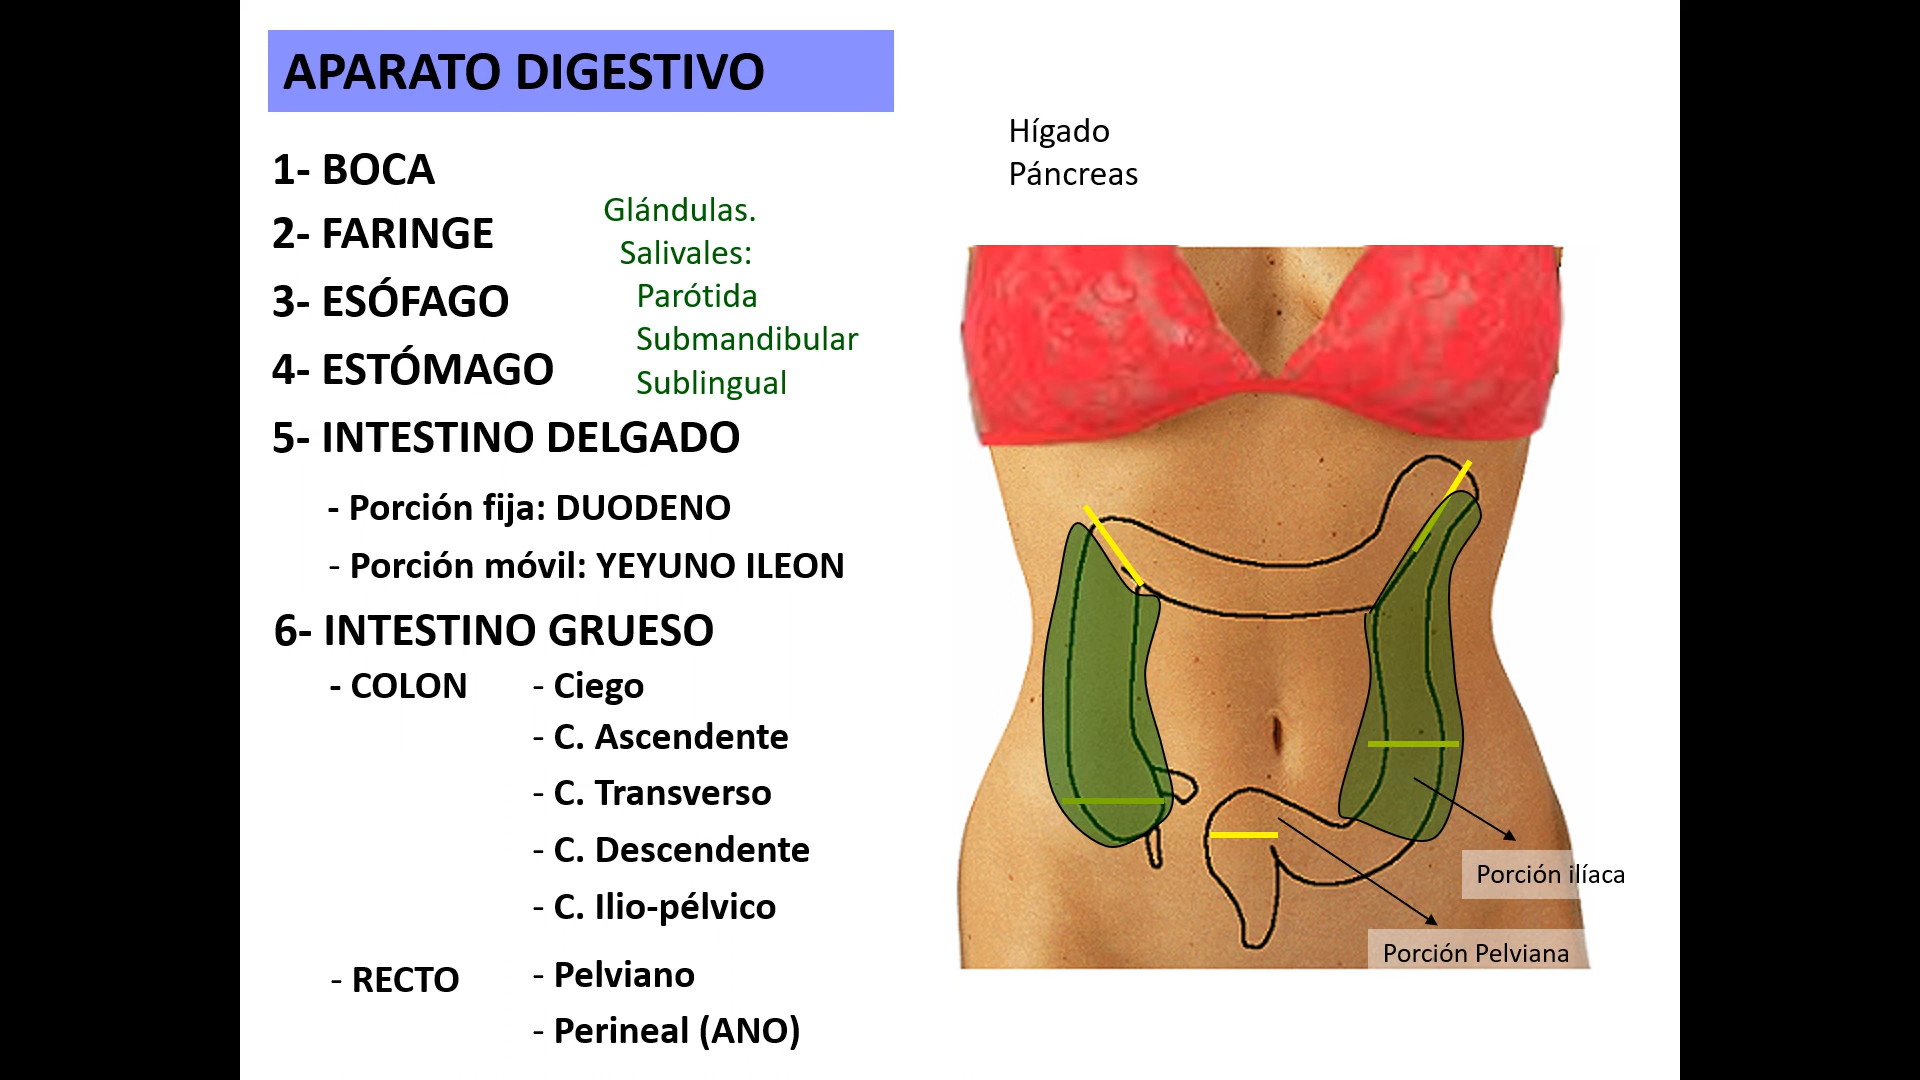 APARATO DIGESTIVO
1- BOCA
2- FARINGE
3- ESÓFAGO
4- ESTÓMAGO
Glándulas.
Salivales:
Parótida
Submandibular
Sublingual
5- INTESTINO DELGADO
- Porción fija: DUODENO
- Porción móvil: YEYUNO ILEON
6- INTESTINO GRUESO
- COLON
- Ciego
- C. Ascendente
- C. Transverso
- C. Descendente
- C. Ilio-pélvico
- RECTO
- Pelviano
- Perineal (ANO)
Hígado
Páncreas
Porción ilíaca
Porción Pelviana